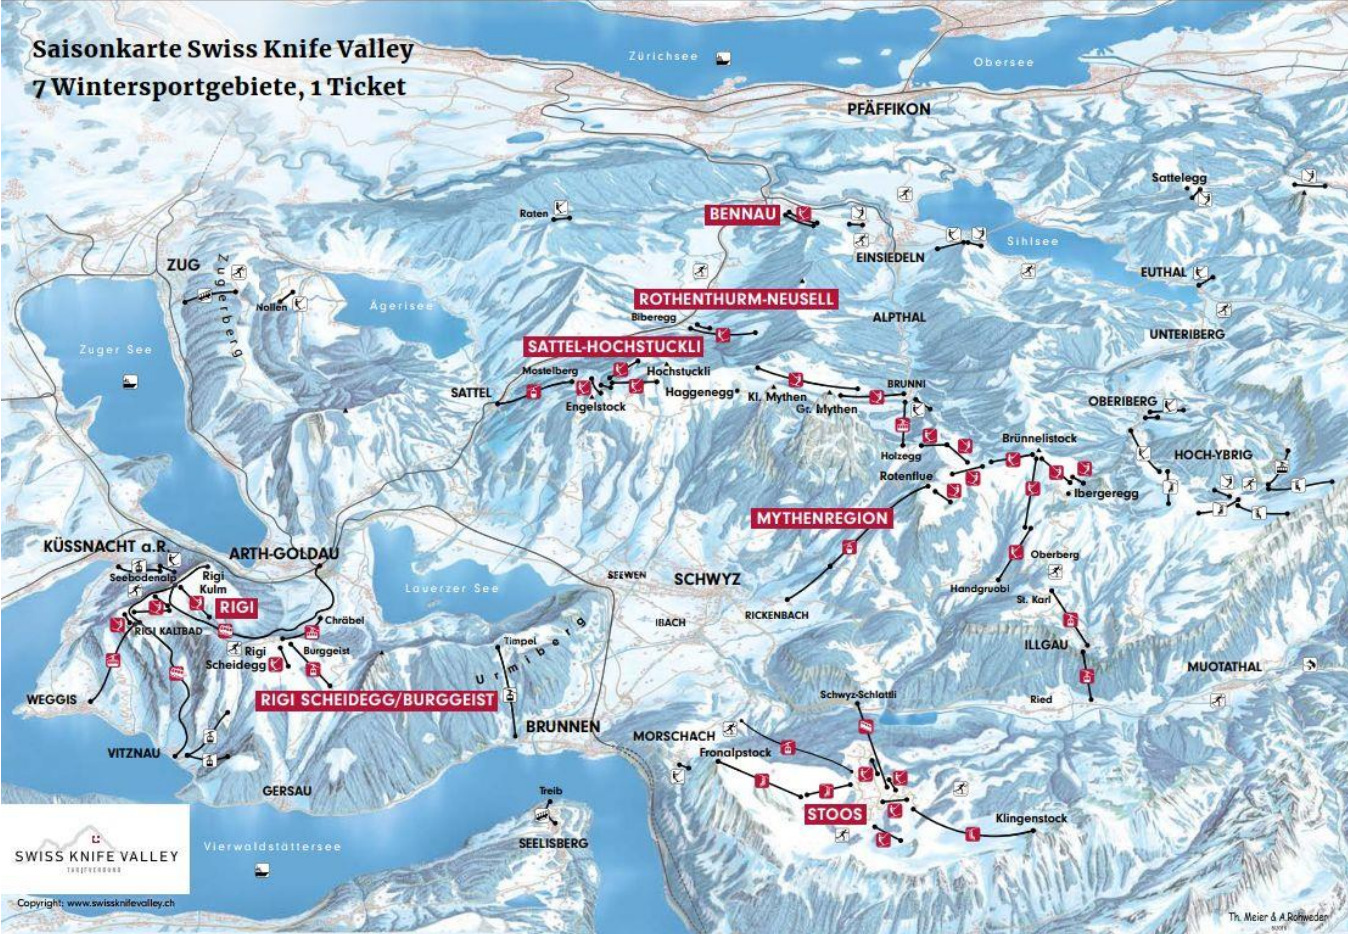 Saisonkarte Swiss Knife Valley
7 Wintersportgebiete, 1 Ticket
Zürichsee
Obersee
PFÄFFIKON
Sattelegg
Raten
BENNAU
EINSIEDELN
Sihlsee
ZUG
Zugerberg
Nollen
Ägerisee
EUTHAL
ROTHENTHURM-NEUSELL
Biberegg
ALPTHAL
UNTERIBERG
Zuger See
SATTEL-HOCHSTUCKLI
Mostelberg
Hochstuckli
SATTEL
Engelstock
Haggenegg
Kl. Mythen
Gr. Mythen
BRUNNI
OBERIBERG
Brünnelistock
HOCH-YBRIG
Holzegg
Rotenflue
Ibergeregg
MYTHENREGION
KÜSSNACHT a.R.
ARTH-GOLDAU
Seebodenalp
Rigi
Kulm
RIGI
Lauerzer See
SEEWEN
SCHWYZ
Oberberg
Handgruobi
St. Karl
RICKENBACH
IBACH
Chräbel
RIGI KALTBAD
Rigi
Scheidegg
Burggeist
Timpel
Urmiberg
ILLGAU
MUOTATHAL
WEGGIS
RIGI SCHEIDEGG/BURGGEIST
Schwyz-Schlattli
Ried
BRUNNEN
MORSCHACH
VITZNAU
Fronalpstock
GERSAU
Treib
STOOS
Klingenstock
SEELISBERG
Vierwaldstättersee
SWISS KNIFE VALLEY
Copyright: www.swissknifevalley.ch
Th. Meier & A.Rohweder